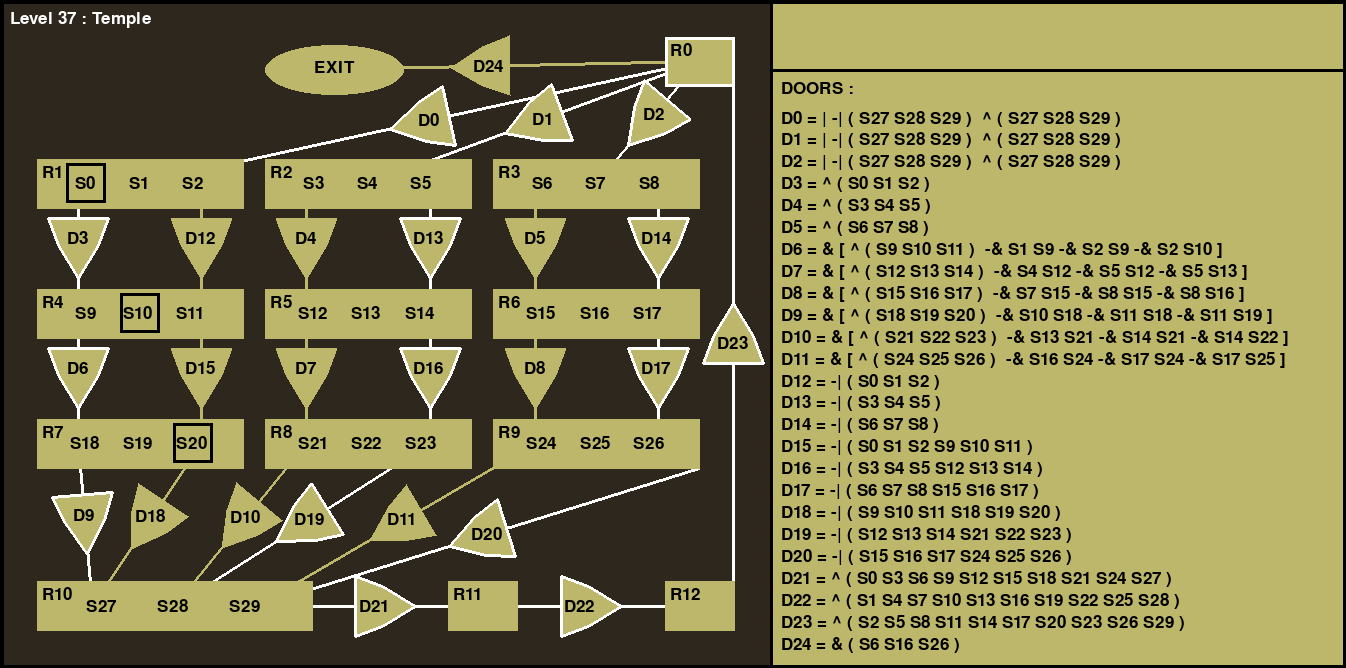 Level 37 : Temple
EXIT
D24
R0
D0
D1
D2
R1 S0 S1 S2
R2 S3 S4 S5
R3 S6 S7 S8
D3 D12 D4 D13 D5 D14
R4 S9 S10 S11
R5 S12 S13 S14
R6 S15 S16 S17
D23
D6 D15 D7 D16 D8 D17
R7 S18 S19 S20
R8 S21 S22 S23
R9 S24 S25 S26
D9 D18 D10 D19 D11 D20
R10 S27 S28 S29
D21
R11
D22
R12
DOORS :
D0 = | -| ( S27 S28 S29 ) ^ ( S27 S28 S29 )
D1 = | -| ( S27 S28 S29 ) ^ ( S27 S28 S29 )
D2 = | -| ( S27 S28 S29 ) ^ ( S27 S28 S29 )
D3 = ^ ( S0 S1 S2 )
D4 = ^ ( S3 S4 S5 )
D5 = ^ ( S6 S7 S8 )
D6 = & [ ^ ( S9 S10 S11 ) -& S1 S9 -& S2 S9 -& S2 S10 ]
D7 = & [ ^ ( S12 S13 S14 ) -& S4 S12 -& S5 S12 -& S5 S13 ]
D8 = & [ ^ ( S15 S16 S17 ) -& S7 S15 -& S8 S15 -& S8 S16 ]
D9 = & [ ^ ( S18 S19 S20 ) -& S10 S18 -& S11 S18 -& S11 S19 ]
D10 = & [ ^ ( S21 S22 S23 ) -& S13 S21 -& S14 S21 -& S14 S22 ]
D11 = & [ ^ ( S24 S25 S26 ) -& S16 S24 -& S17 S24 -& S17 S25 ]
D12 = -| ( S0 S1 S2 )
D13 = -| ( S3 S4 S5 )
D14 = -| ( S6 S7 S8 )
D15 = -| ( S0 S1 S2 S9 S10 S11 )
D16 = -| ( S3 S4 S5 S12 S13 S14 )
D17 = -| ( S6 S7 S8 S15 S16 S17 )
D18 = -| ( S9 S10 S11 S18 S19 S20 )
D19 = -| ( S12 S13 S14 S21 S22 S23 )
D20 = -| ( S15 S16 S17 S24 S25 S26 )
D21 = ^ ( S0 S3 S6 S9 S12 S15 S18 S21 S24 S27 )
D22 = ^ ( S1 S4 S7 S10 S13 S16 S19 S22 S25 S28 )
D23 = ^ ( S2 S5 S8 S11 S14 S17 S20 S23 S26 S29 )
D24 = & ( S6 S16 S26 )